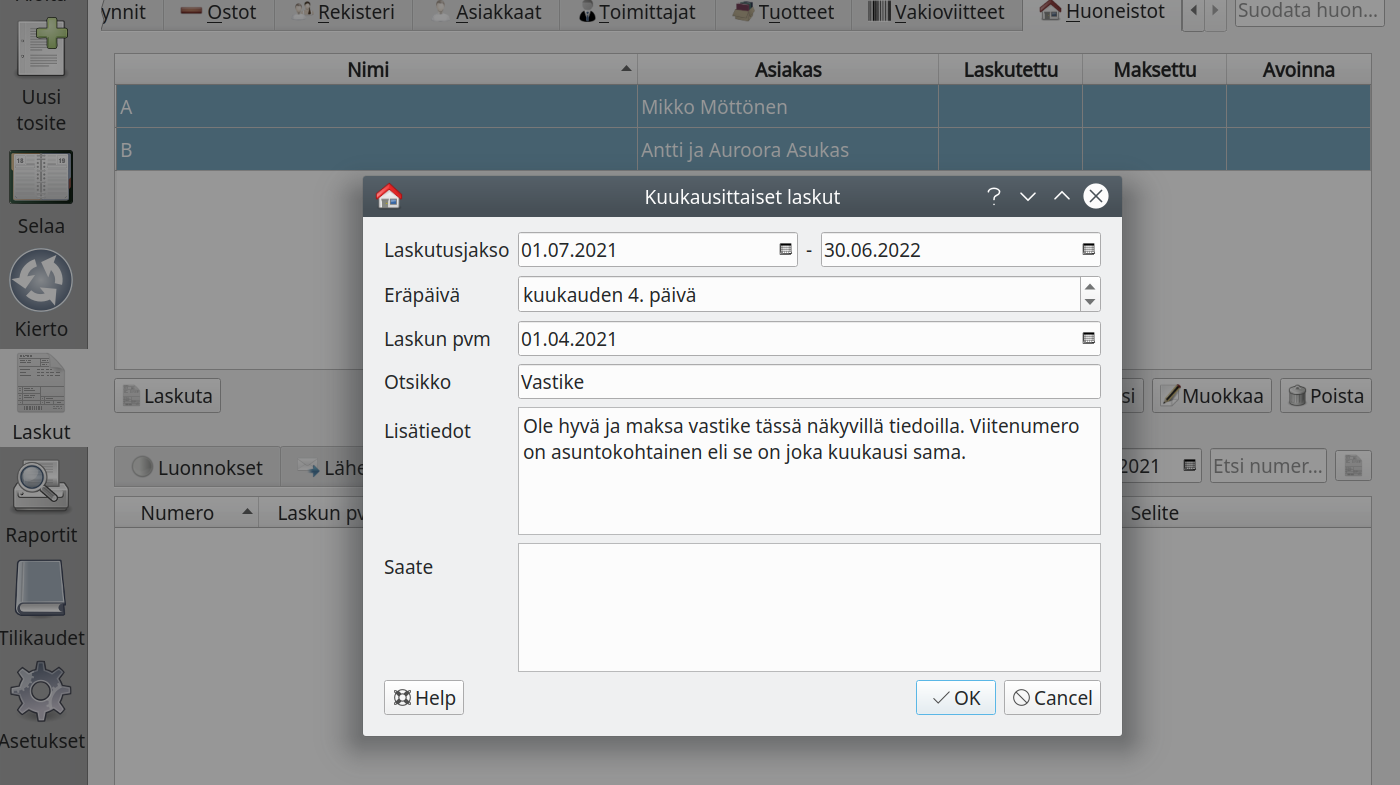 ynnit
Ostot
Rekisteri
Asiakkaat
Toimittajat
Tuotteet
Vakioviitteet
Huoneistot
Suodata huon...
Uusi
tosite
Selaa
Kierto
Laskut
Raportit
Tilikaudet
Asetukset
Nimi Asiakas Laskutettu Maksettu Avoinna
A Mikko Möttönen
B Antti ja Auroora Asukas
Kuukausittaiset laskut
Laskutusjakso 01.07.2021 - 30.06.2022
Eräpäivä kuukauden 4. päivä
Laskun pvm 01.04.2021
Otsikko Vastike
Lisätiedot Ole hyvä ja maksa vastike tässä näkyvillä tiedoilla. Viitenumero
on asuntokohtainen eli se on joka kuukausi sama.
Saate
Help OK Cancel
Laskuta
si Muokkaa Poista
Luonnokset Lähe
2021 Etsi numer...
Numero Laskun pv Selite